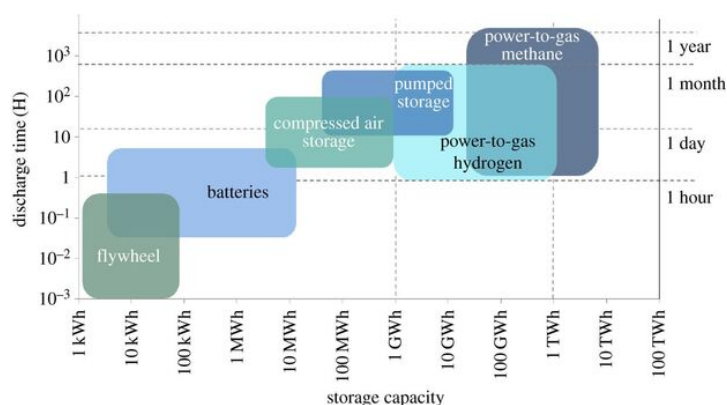 discharge time (H)
10³
10²
10
1
10⁻¹
10⁻²
10⁻³
power-to-gas
methane
pumped
storage
compressed air
storage
power-to-gas
hydrogen
batteries
flywheel
1 year
1 month
1 day
1 hour
1 kWh
10 kWh
100 kWh
1 MWh
10 MWh
100 MWh
1 GWh
10 GWh
100 GWh
1 TWh
10 TWh
100 TWh
storage capacity